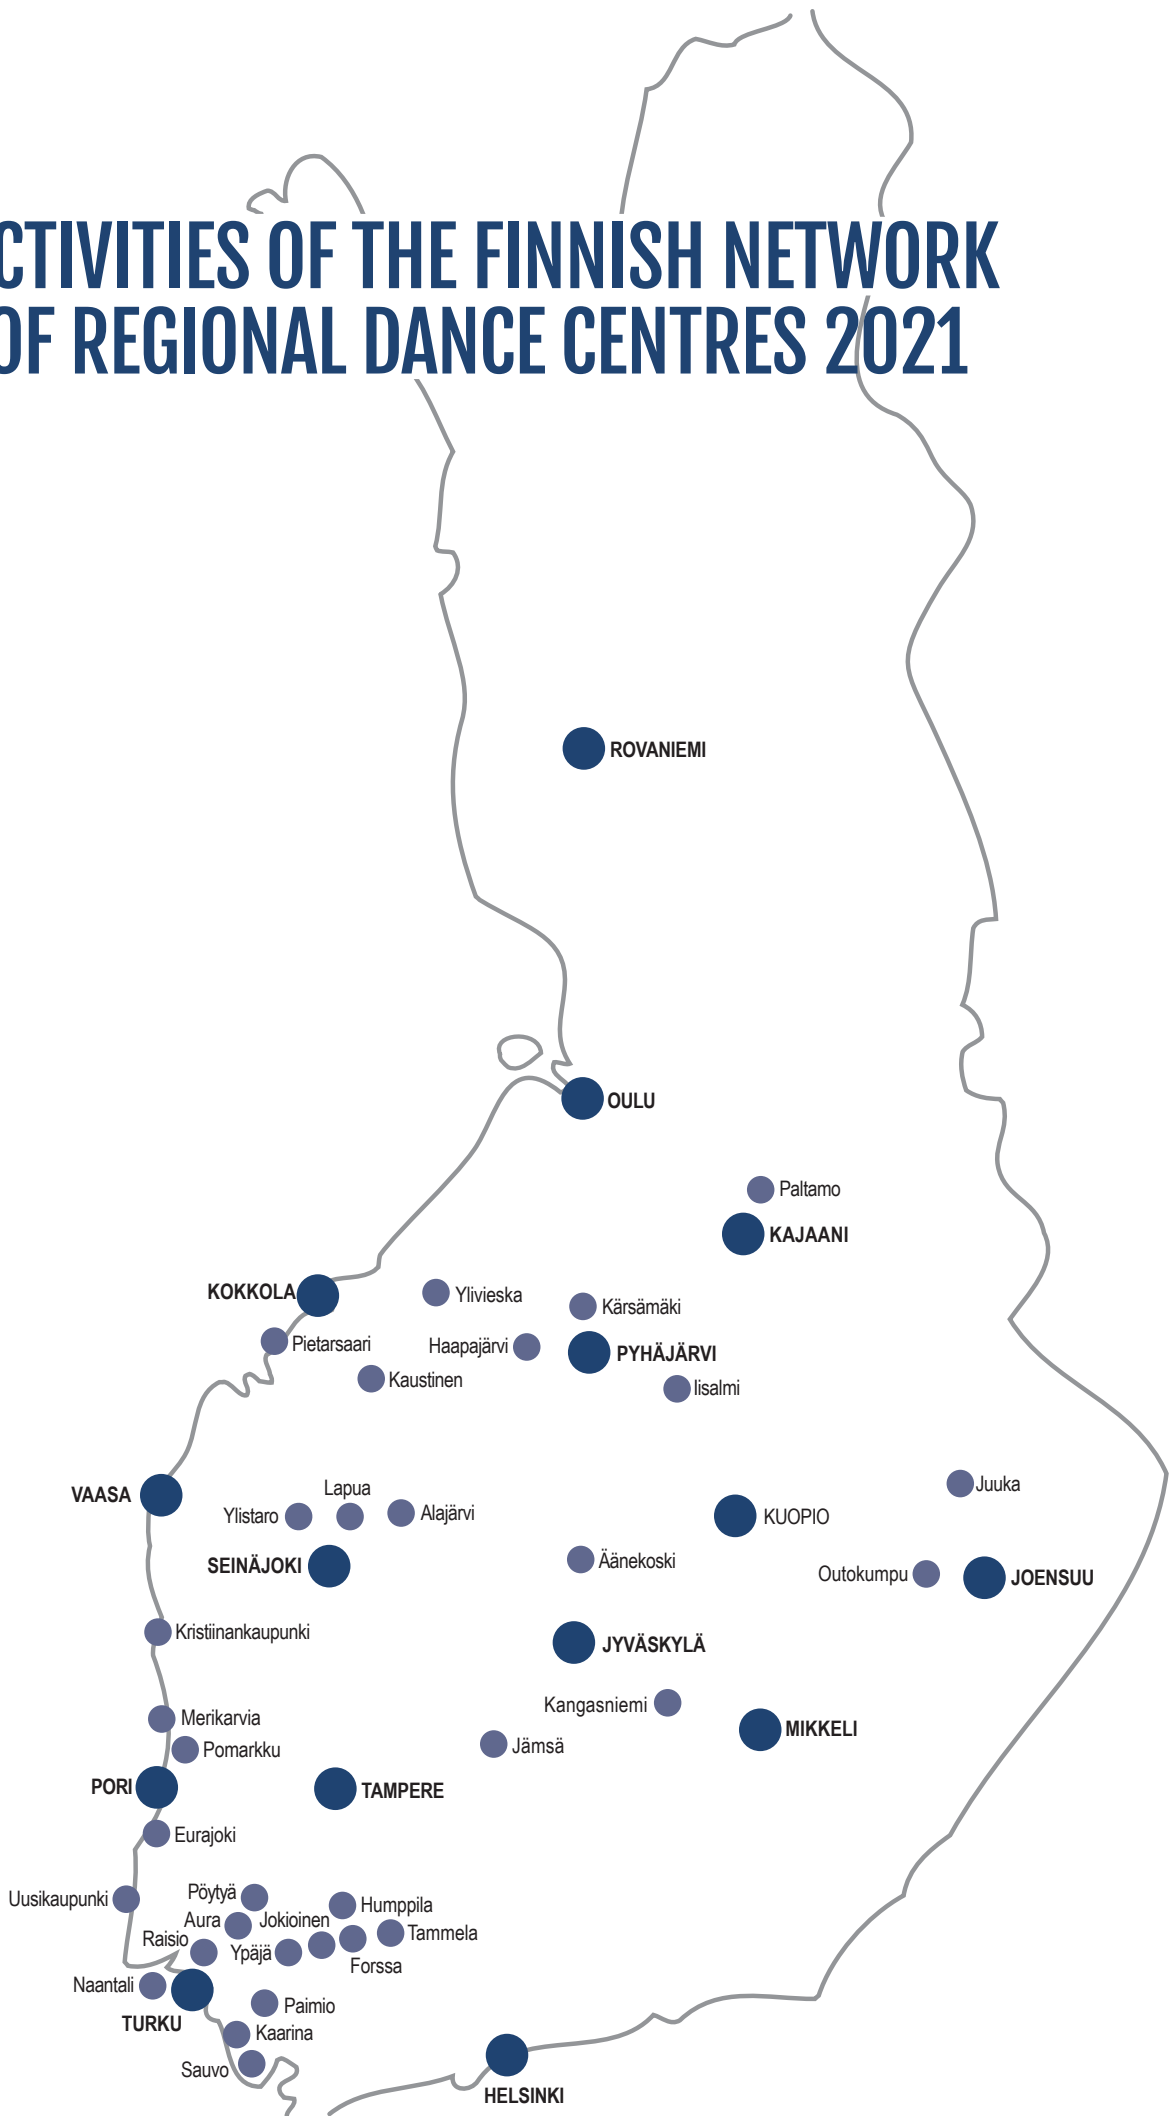 CTIVITIES OF THE FINNISH NETWORK
OF REGIONAL DANCE CENTRES 2021
ROVANIEMI
OULU
Paltamo
KAJAANI
KOKKOLA
Ylivieska
Kärsämäki
Pietarsaari
Haapajärvi
PYHÄJÄRVI
Kaustinen
Iisalmi
VAASA
Lapua
Ylistaro
Alajärvi
KUOPIO
Juuka
SEINÄJOKI
Äänekoski
Outokumpu
JOENSUU
Kristiinankaupunki
JYVÄSKYLÄ
Kangasniemi
Merikarvia
MIKKELI
Pomarkku
Jämsä
PORI
TAMPERE
Eurajoki
Uusikaupunki
Pöytyä
Humppila
Aura
Jokioinen
Tammela
Raisio
Ypäjä
Forssa
Naantali
Paimio
TURKU
Kaarina
Sauvo
HELSINKI